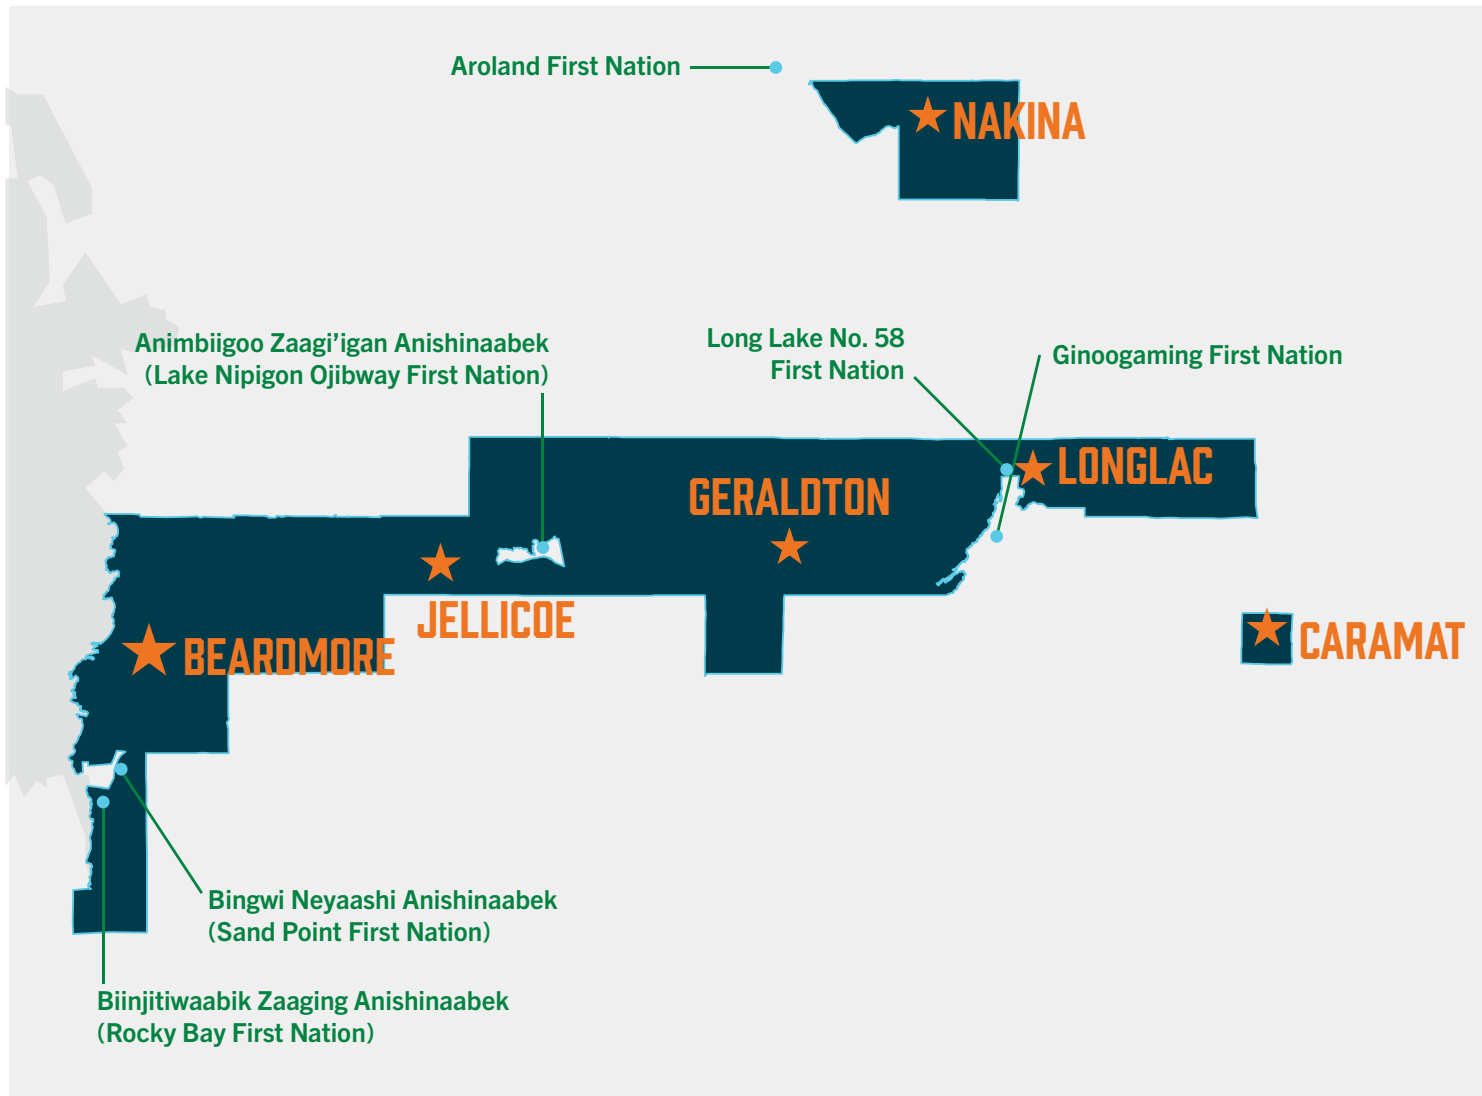 Aroland First Nation
NAKINA
Animbiigoo Zaagi’igan Anishinaabek
(Lake Nipigon Ojibway First Nation)
Long Lake No. 58
First Nation
Ginoogaming First Nation
LONGLAC
GERALDTON
JELLICOE
BEARDMORE
CARAMAT
Bingwi Neyaashi Anishinaabek
(Sand Point First Nation)
Biinjitiwaabik Zaaging Anishinaabek
(Rocky Bay First Nation)